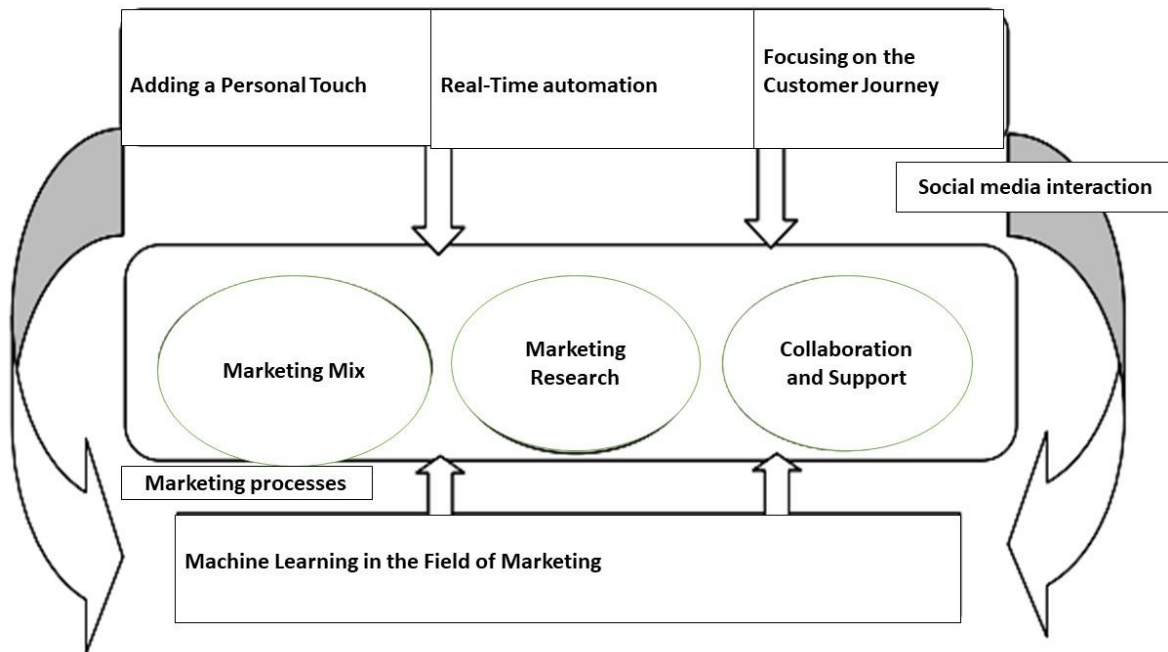 Adding a Personal Touch
Real-Time automation
Focusing on the
Customer Journey
Social media interaction
Marketing Mix
Marketing
Research
Collaboration
and Support
Marketing processes
Machine Learning in the Field of Marketing